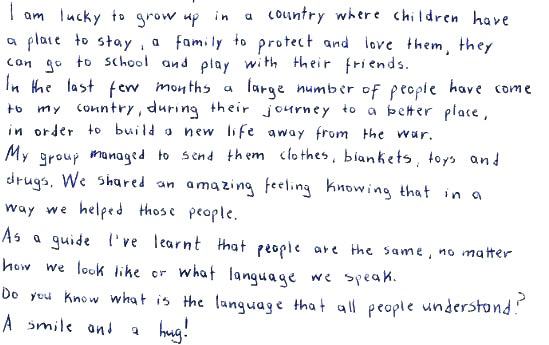 I am lucky to grow up in a country where children have
a place to stay, a family to protect and love them, they
can go to school and play with their friends.
In the last few months a large number of people have come
to my country, during their journey to a better place,
in order to build a new life away from the war.
My group managed to send them clothes, blankets, toys and
drugs. We shared an amazing feeling knowing that in a
way we helped those people.
As a guide I've learnt that people are the same, no matter
how we look like or what language we speak.
Do you know what is the language that all people understand?
A smile and a hug!